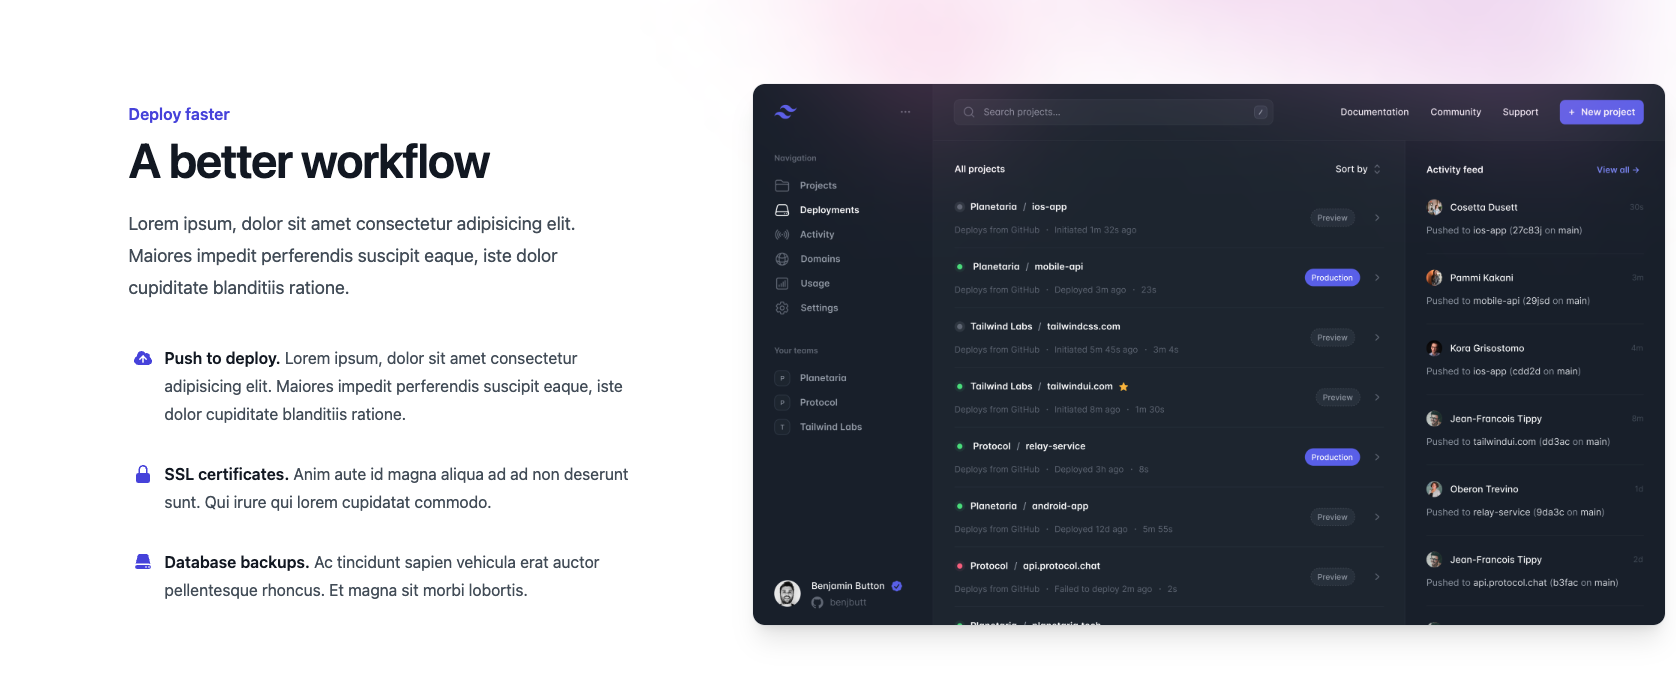 Deploy faster
A better workflow
Lorem ipsum, dolor sit amet consectetur adipisicing elit.
Maiores impedit perferendis suscipit eaque, iste dolor
cupiditate blanditiis ratione.
Push to deploy. Lorem ipsum, dolor sit amet consectetur
adipisicing elit. Maiores impedit perferendis suscipit eaque, iste
dolor cupiditate blanditiis ratione.
SSL certificates. Anim aute id magna aliqua ad ad non deserunt
sunt. Qui irure qui lorem cupidatat commodo.
Database backups. Ac tincidunt sapien vehicula erat auctor
pellentesque rhoncus. Et magna sit morbi lobortis.
Navigation
Projects
Deployments
Activity
Domains
Usage
Settings
Your teams
P Planetaria
P Protocol
T Tailwind Labs
Benjamin Button
benjbutt
Search projects... /
Documentation Community Support + New project
All projects Sort by
Planetaria / ios-app Preview
Deploys from GitHub · Initiated 1m 32s ago
Planetaria / mobile-api Production
Deploys from GitHub · Deployed 3m ago · 23s
Tailwind Labs / tailwindcss.com Preview
Deploys from GitHub · Initiated 5m 45s ago · 3m 4s
Tailwind Labs / tailwindui.com Preview
Deploys from GitHub · Initiated 8m ago · 1m 30s
Protocol / relay-service Production
Deploys from GitHub · Deployed 3h ago · 8s
Planetaria / android-app Preview
Deploys from GitHub · Deployed 12d ago · 5m 55s
Protocol / api.protocol.chat Preview
Deploys from GitHub · Failed to deploy 2m ago · 2s
Planetaria / planetaria.tech
Activity feed View all →
Cosetta Dusett 50s
Pushed to ios-app (27c83j on main)
Pammi Kakani 3m
Pushed to mobile-api (29jsd on main)
Kora Grisostomo 4m
Pushed to ios-app (cdd2d on main)
Jean-Francois Tippy 8m
Pushed to tailwindui.com (dd3ac on main)
Oberon Trevino 1d
Pushed to relay-service (9da3c on main)
Jean-Francois Tippy 2d
Pushed to api.protocol.chat (b3fac on main)